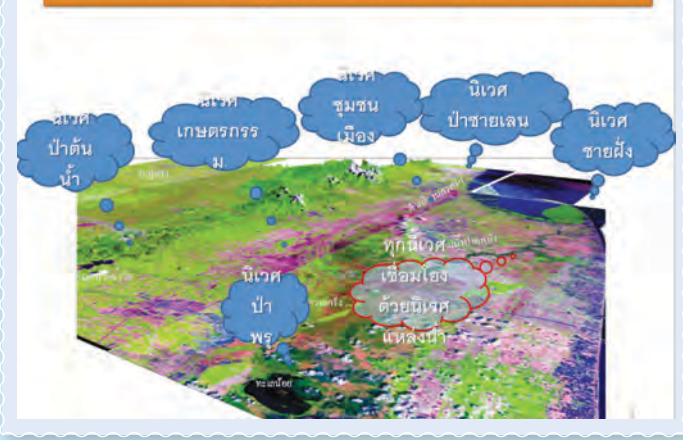 นิเวศ
ป่าต้น
น้ำ
นิเวศ
เกษตรกรร
ม
นิเวศ
ชุมชน
เมือง
นิเวศ
ป่าชายเลน
นิเวศ
ชายฝั่ง
นิเวศ
ป่า
พรุ
ทุกนิเวศ
เชื่อมโยง
ด้วยนิเวศ
แหล่งน้ำ
ทะเลน้อย